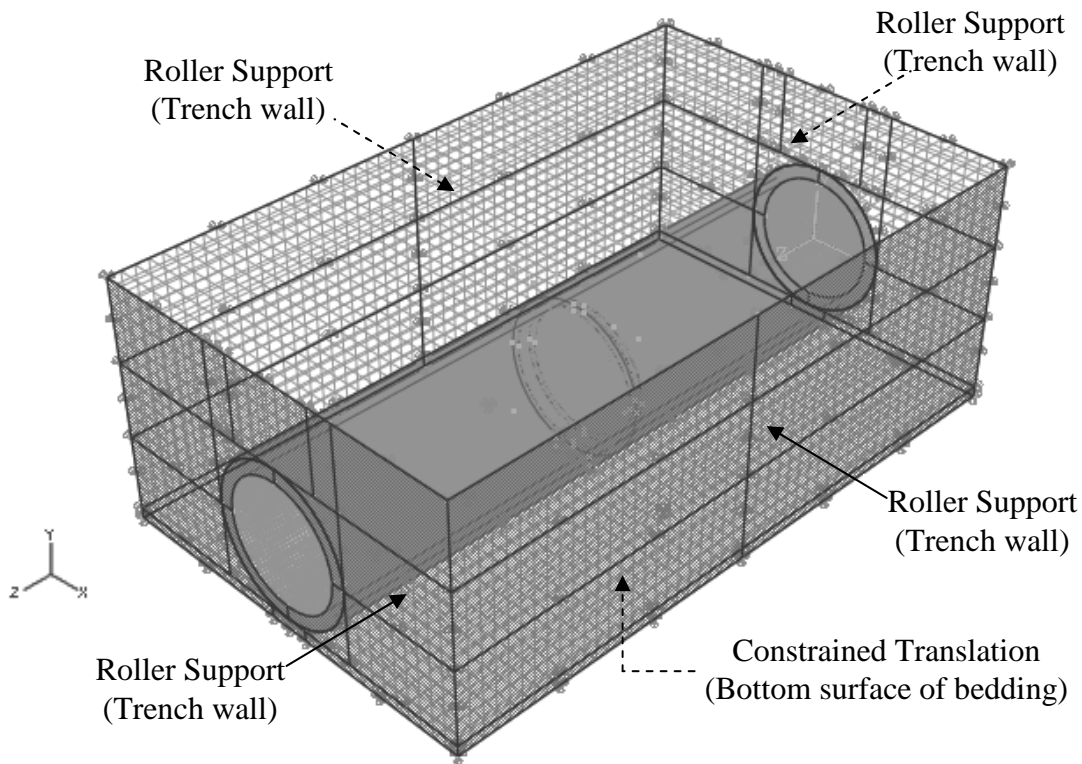 Roller Support
(Trench wall)
Roller Support
(Trench wall)
Roller Support
(Trench wall)
Roller Support
(Trench wall)
Constrained Translation
(Bottom surface of bedding)
Y
Z
X